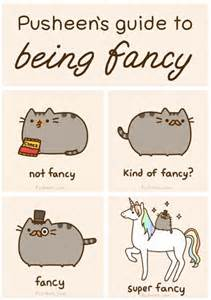 Pusheen's guide to
being fancy
not fancy
Kind of fancy?
fancy
super fancy